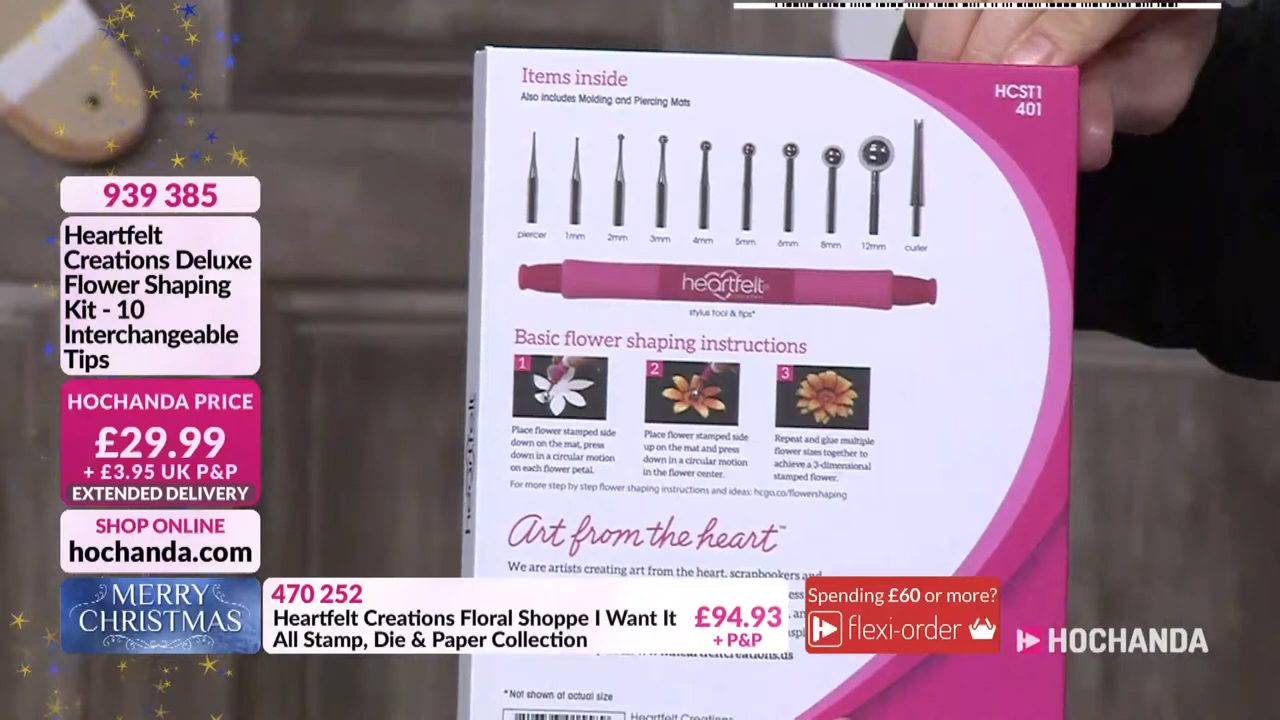 Items inside
Also includes Molding and Piercing Mats
HCST1
401
piercer 1mm 2mm 3mm 4mm 5mm 6mm 8mm 12mm curler
heartfelt
stylus tool & tips*
Basic flower shaping instructions
1
2
3
Place flower stamped side
down on the mat, press
down in a circular motion
on each flower petal.
Place flower stamped side
up on the mat and press
down in a circular motion
in the flower center.
Repeat and glue multiple
flower sizes together to
achieve a 3-dimensional
stamped flower.
For more step by step flower shaping instructions and ideas: hcgo.co/flowershaping
Art from the heart™
We are artists creating art from the heart, scrapbookers and
*Not shown at actual size
Heartfelt Creations
heartfelt
939 385
Heartfelt
Creations Deluxe
Flower Shaping
Kit - 10
Interchangeable
Tips
HOCHANDA PRICE
£29.99
+ £3.95 UK P&P
EXTENDED DELIVERY
SHOP ONLINE
hochanda.com
MERRY
CHRISTMAS
470 252
Heartfelt Creations Floral Shoppe I Want It
All Stamp, Die & Paper Collection
£94.93
+ P&P
Spending £60 or more?
flexi-order
HOCHANDA